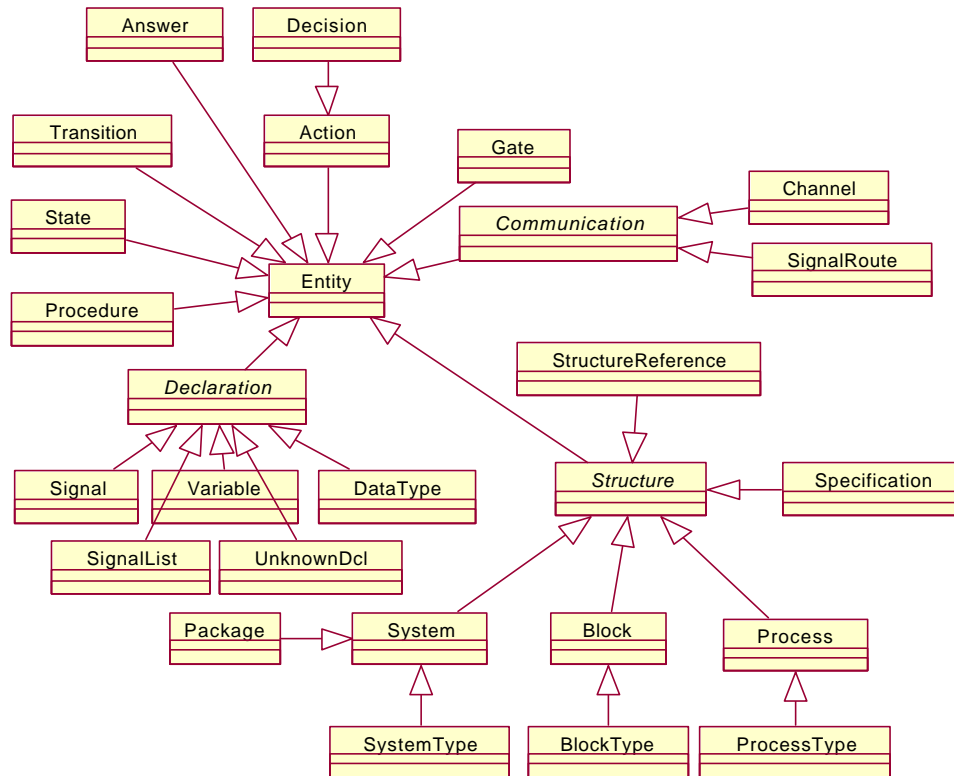 Answer
Decision
Transition
Action
Gate
Channel
State
Communication
SignalRoute
Entity
Procedure
StructureReference
Declaration
Signal
Variable
DataType
Structure
Specification
SignalList
UnknownDcl
Package
System
Block
Process
SystemType
BlockType
ProcessType